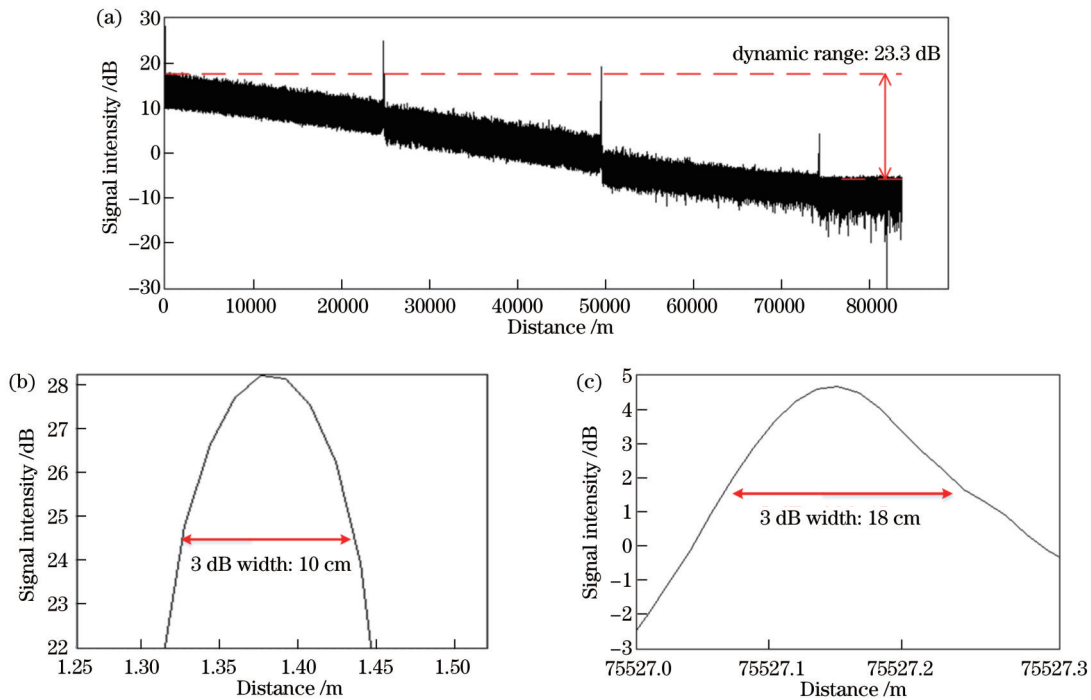 (a)
Signal intensity /dB
30
20
10
0
−10
−20
−30
dynamic range: 23.3 dB
0 10000 20000 30000 40000 50000 60000 70000 80000
Distance /m
(b)
Signal intensity /dB
28
27
26
25
24
23
22
3 dB width: 10 cm
1.25 1.30 1.35 1.40 1.45 1.50
Distance /m
(c)
Signal intensity /dB
5
4
3
2
1
0
−1
−2
−3
3 dB width: 18 cm
75527.0 75527.1 75527.2 75527.3
Distance /m